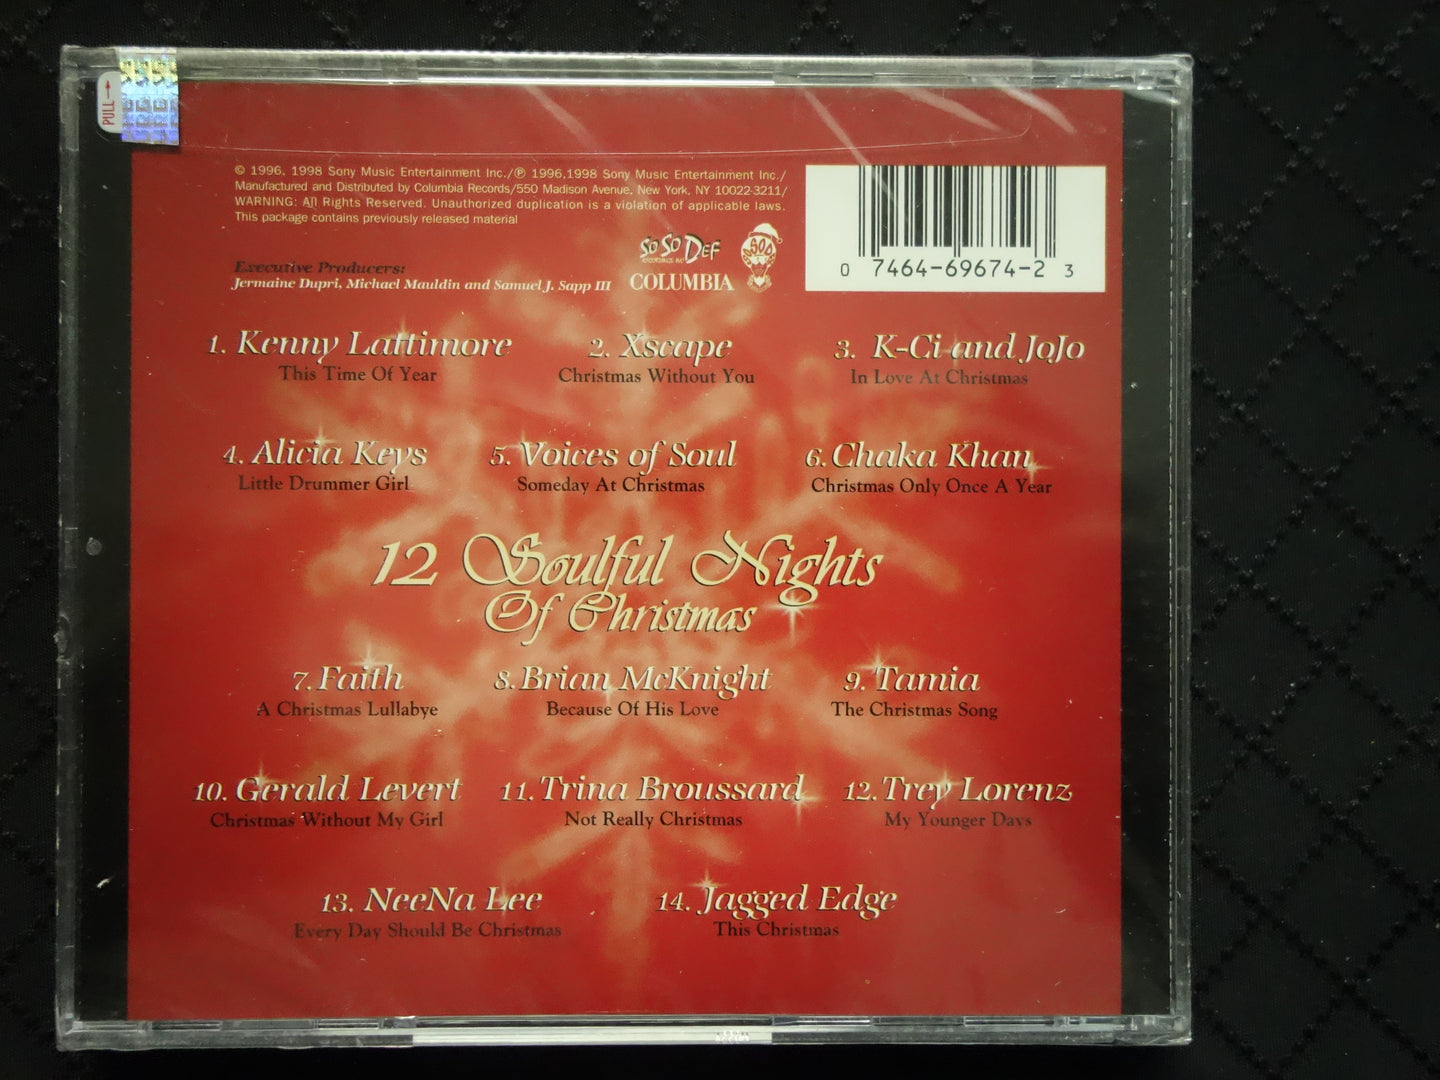 PULL →
© 1996, 1998 Sony Music Entertainment Inc./℗ 1996,1998 Sony Music Entertainment Inc./
Manufactured and Distributed by Columbia Records/550 Madison Avenue, New York, NY 10022-3211/
WARNING: All Rights Reserved. Unauthorized duplication is a violation of applicable laws.
This package contains previously released material
SO SO DEF
RECORDINGS INC
COLUMBIA
Executive Producers:
Jermaine Dupri, Michael Mauldin and Samuel J. Sapp III
0 7464-69674-2 3
1. Kenny Lattimore
This Time Of Year
2. Xscape
Christmas Without You
3. K-Ci and JoJo
In Love At Christmas
4. Alicia Keys
Little Drummer Girl
5. Voices of Soul
Someday At Christmas
6. Chaka Khan
Christmas Only Once A Year
12 Soulful Nights
Of Christmas
7. Faith
A Christmas Lullabye
8. Brian McKnight
Because Of His Love
9. Tamia
The Christmas Song
10. Gerald Levert
Christmas Without My Girl
11. Trina Broussard
Not Really Christmas
12. Trey Lorenz
My Younger Days
13. NeeNa Lee
Every Day Should Be Christmas
14. Jagged Edge
This Christmas